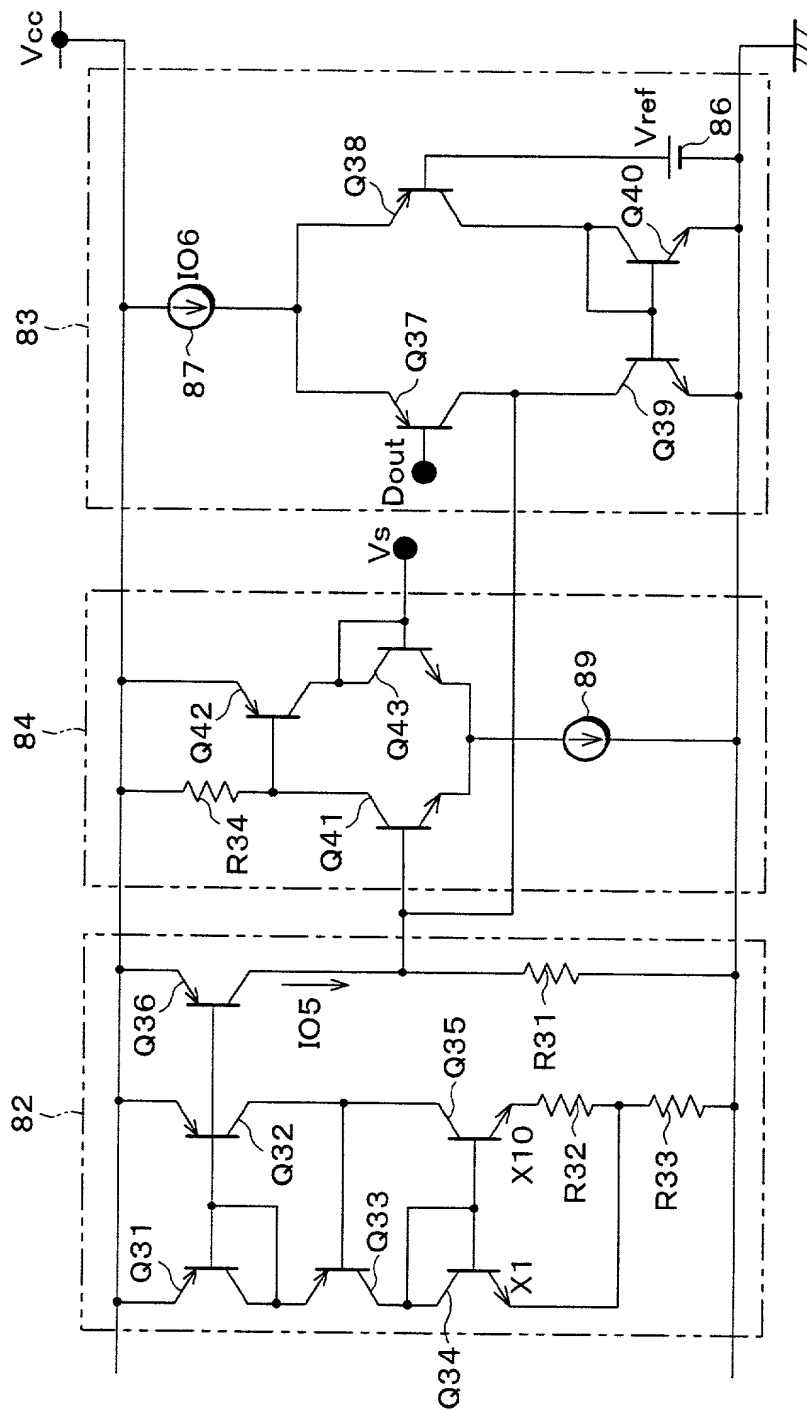 82
84
83
Vcc
Q31
Q32
Q36
R34
Q42
87
IO6
Q37
Q38
Dout
Vs
Vref
86
IO5
Q33
Q41
Q43
Q34
Q35
X1
X10
R31
R32
R33
89
Q39
Q40